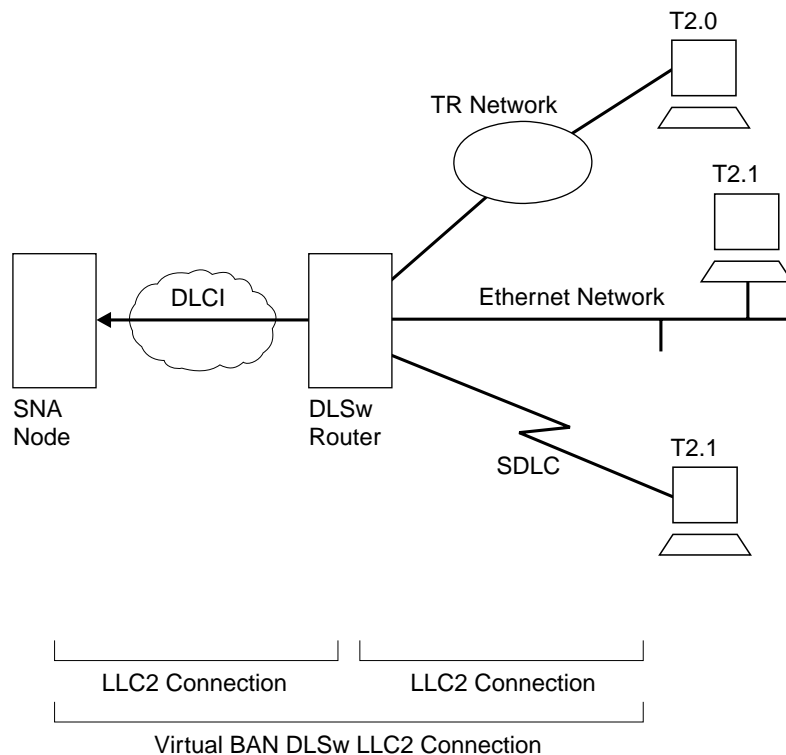 T2.0
TR Network
T2.1
DLCI
Ethernet Network
SNA
Node
DLSw
Router
SDLC
T2.1
LLC2 Connection
LLC2 Connection
Virtual BAN DLSw LLC2 Connection